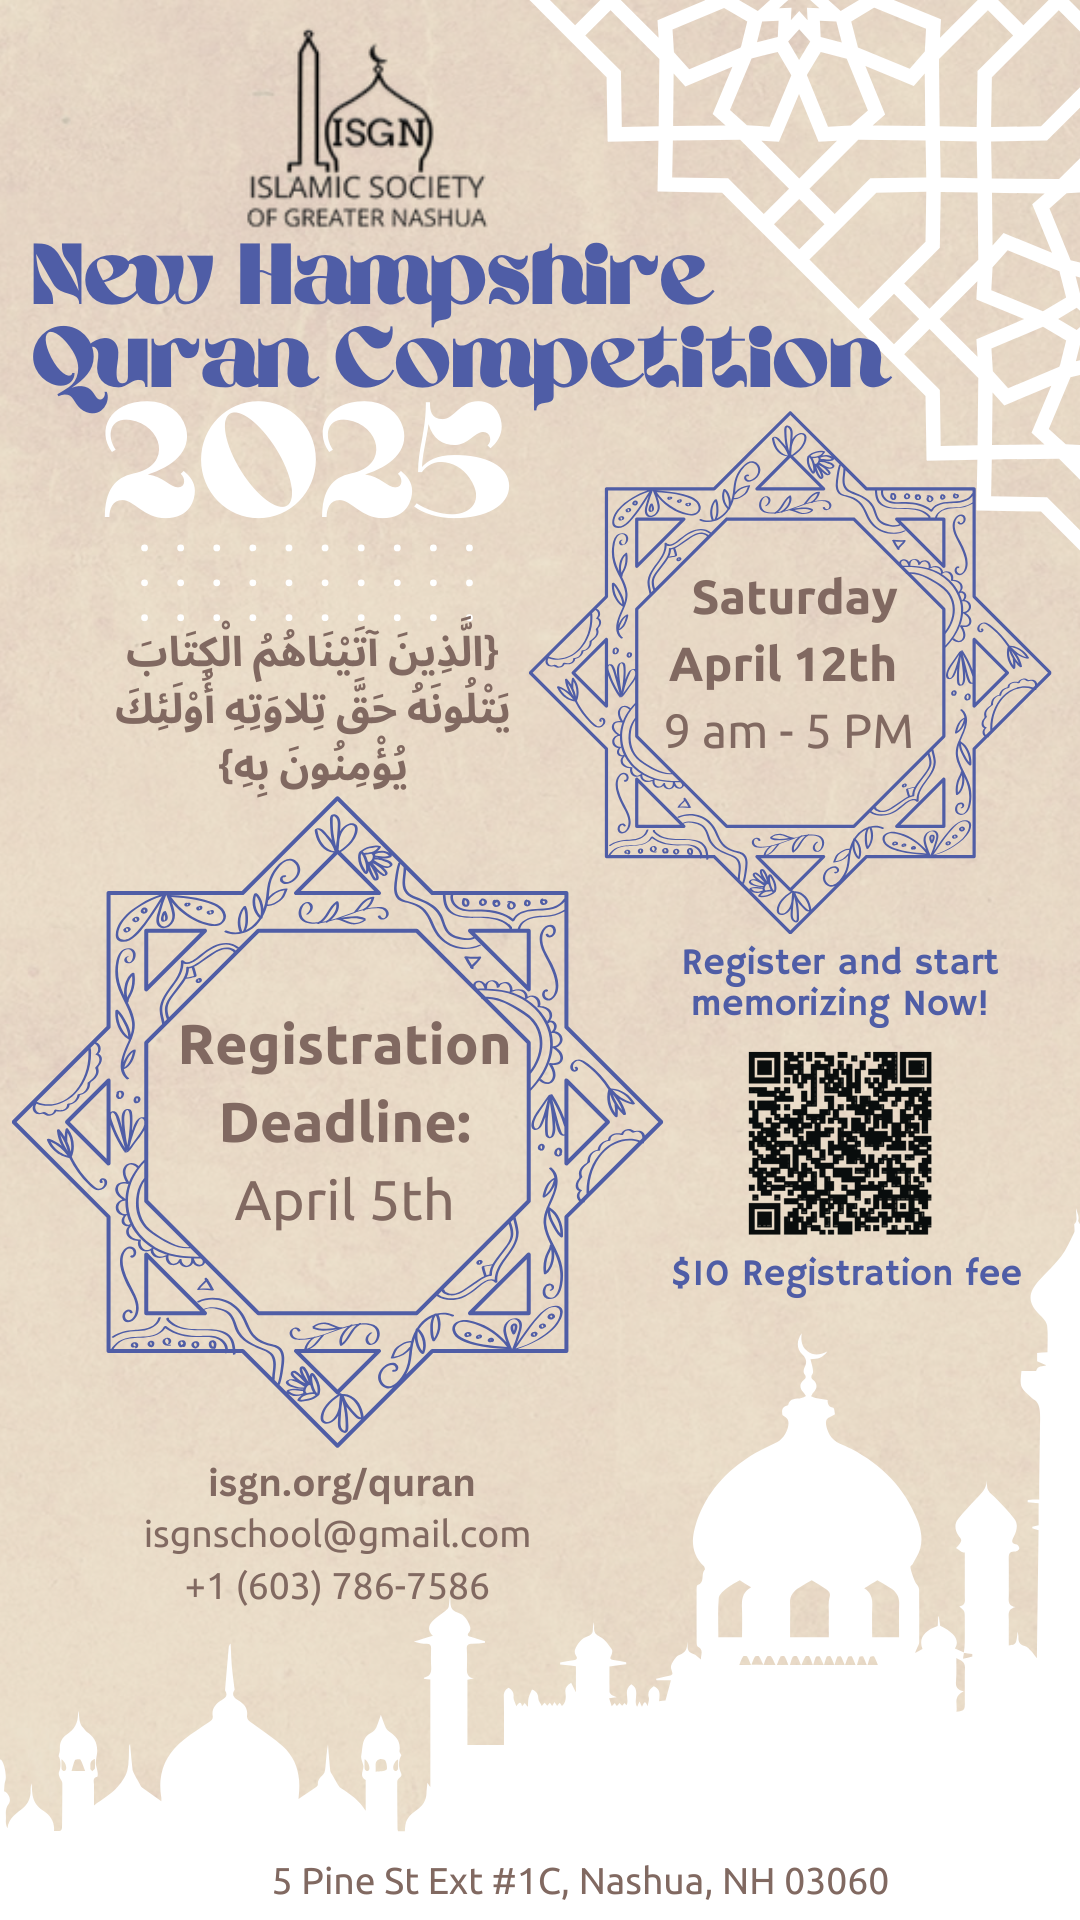 ISGN
ISLAMIC SOCIETY
OF GREATER NASHUA
New Hampshire
Quran Competition
2025
{الَّذِينَ آتَيْنَاهُمُ الْكِتَابَ
يَتْلُونَهُ حَقَّ تِلاوَتِهِ أُوْلَئِكَ
يُؤْمِنُونَ بِهِ}
Saturday
April 12th
9 am - 5 PM
Registration
Deadline:
April 5th
Register and start
memorizing Now!
$10 Registration fee
isgn.org/quran
isgnschool@gmail.com
+1 (603) 786-7586
5 Pine St Ext #1C, Nashua, NH 03060